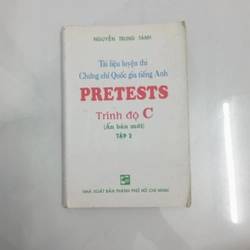 NGUYỄN TRUNG TÁNH
Tài liệu luyện thi
Chứng chỉ Quốc gia tiếng Anh
PRETESTS
Trình độ C
(Ấn bản mới)
TẬP 2
NHÀ XUẤT BẢN THÀNH PHỐ HỒ CHÍ MINH